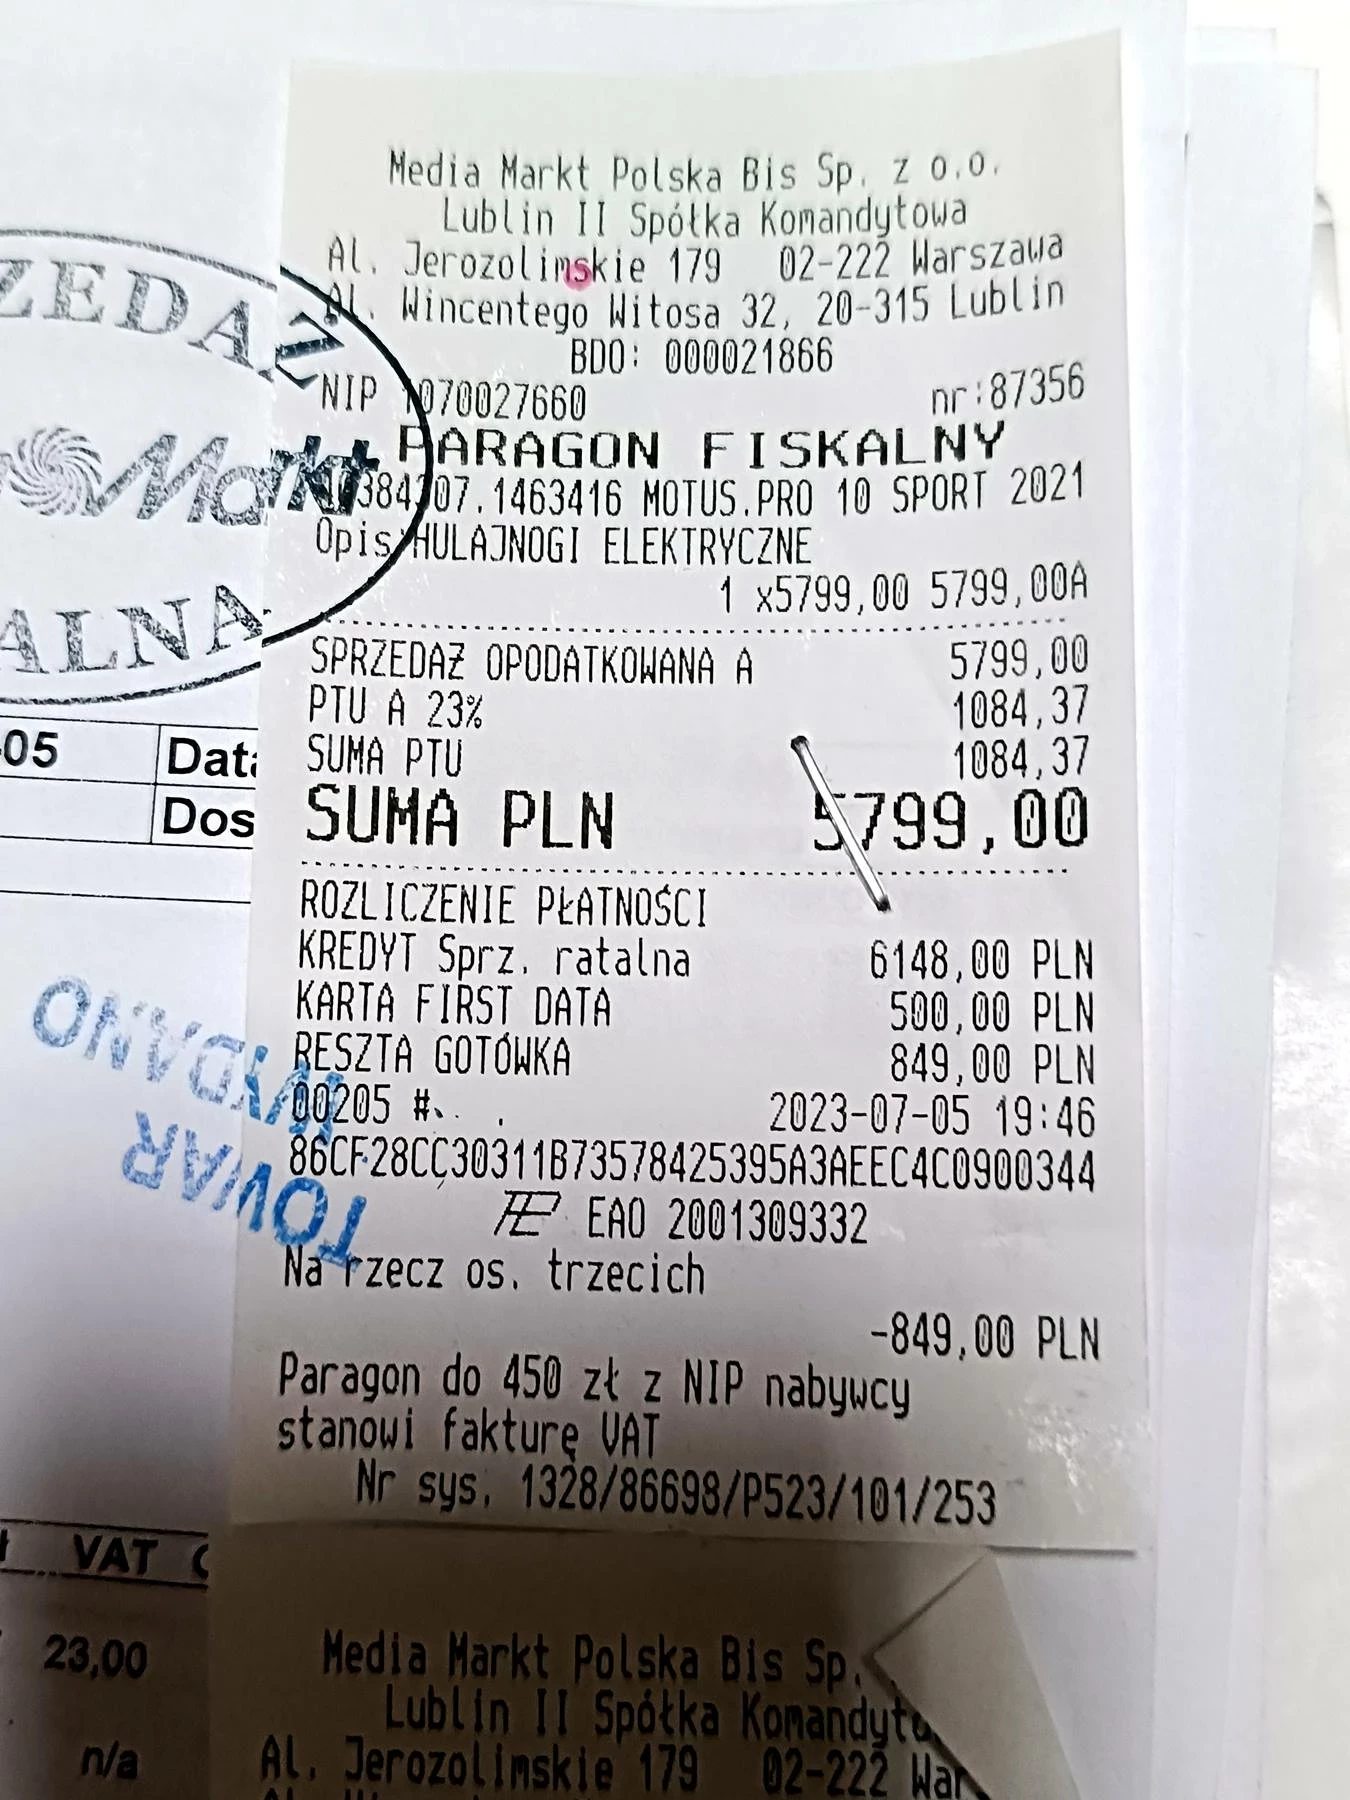 Media Markt Polska Bis Sp. z o.o.
Lublin II Spółka Komandytowa
Al. Jerozolimskie 179 02-222 Warszawa
Al. Wincentego Witosa 32, 20-315 Lublin
BDO: 000021866
NIP 1070027660 nr:87356
PARAGON FISKALNY
MOTUS.PRO 10 SPORT 2021
Opis HULAJNOGI ELEKTRYCZNE
1 x5799,00 5799,00A
SPRZEDAŻ OPODATKOWANA A 5799,00
PTU A 23% 1084,37
SUMA PTU 1084,37
SUMA PLN 5799,00
ROZLICZENIE PŁATNOŚCI
KREDYT Sprz. ratalna 6148,00 PLN
KARTA FIRST DATA 500,00 PLN
RESZTA GOTÓWKA 849,00 PLN
00205 # 2023-07-05 19:46
86CF28CC30311B73578425395A3AEEC4C0900344
EAO 2001309332
Na rzecz os. trzecich
-849,00 PLN
Paragon do 450 zł z NIP nabywcy
stanowi fakturę VAT
Nr sys. 1328/86698/P523/101/253
ZEDAŻ
Markt
ALNA
-05
Data
Dos
TOWAR
WYDANO
VAT
23,00
n/a
Media Markt Polska Bis Sp.
Lublin II Spółka Komandyto
Al. Jerozolimskie 179 02-222 War